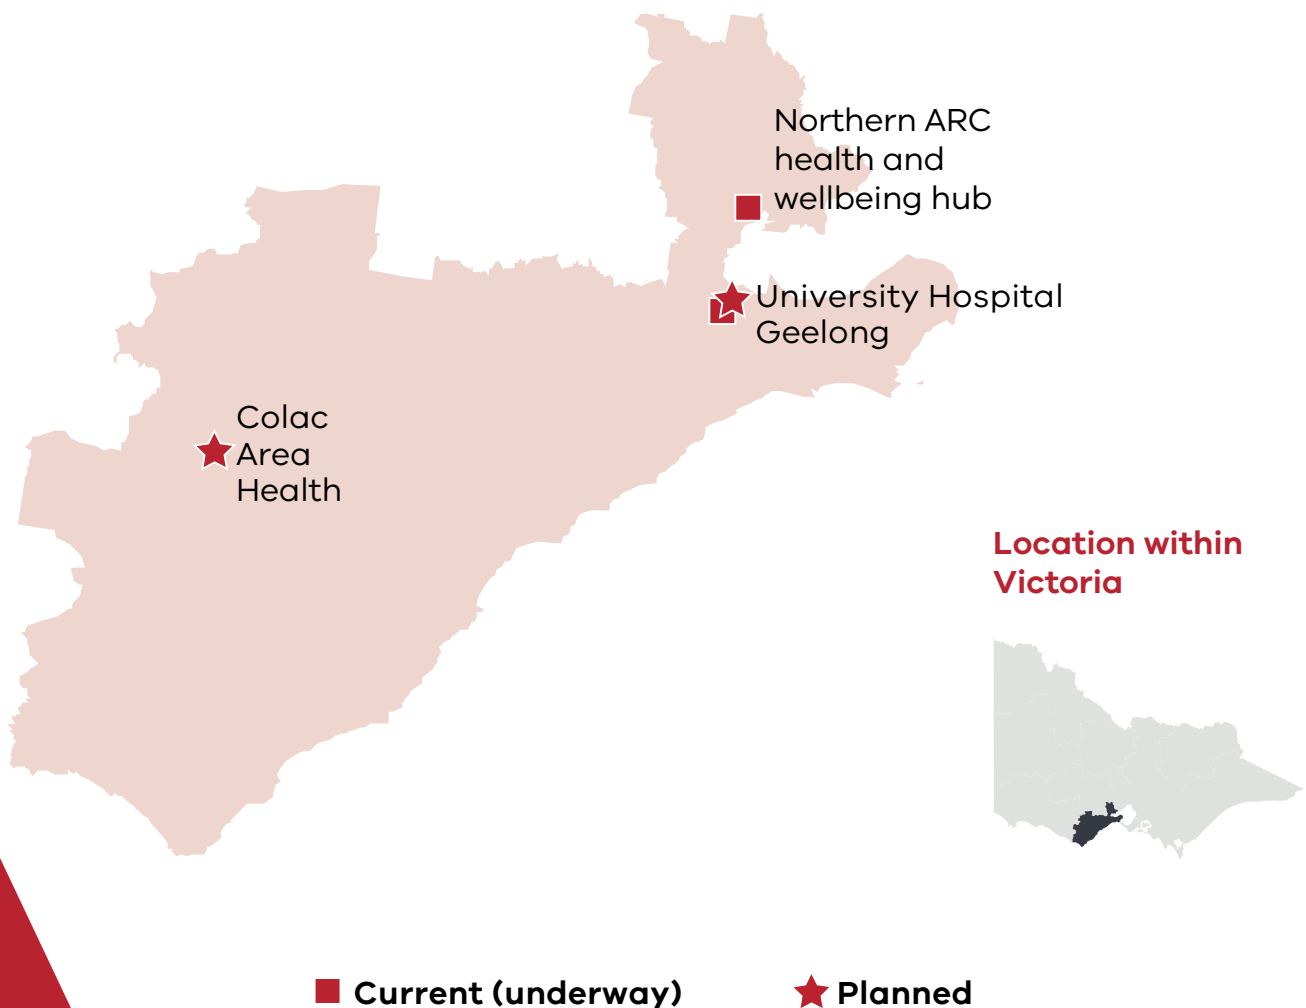 Northern ARC
health and
wellbeing hub
University Hospital
Geelong
Colac
Area
Health
Location within
Victoria
Current (underway)
Planned